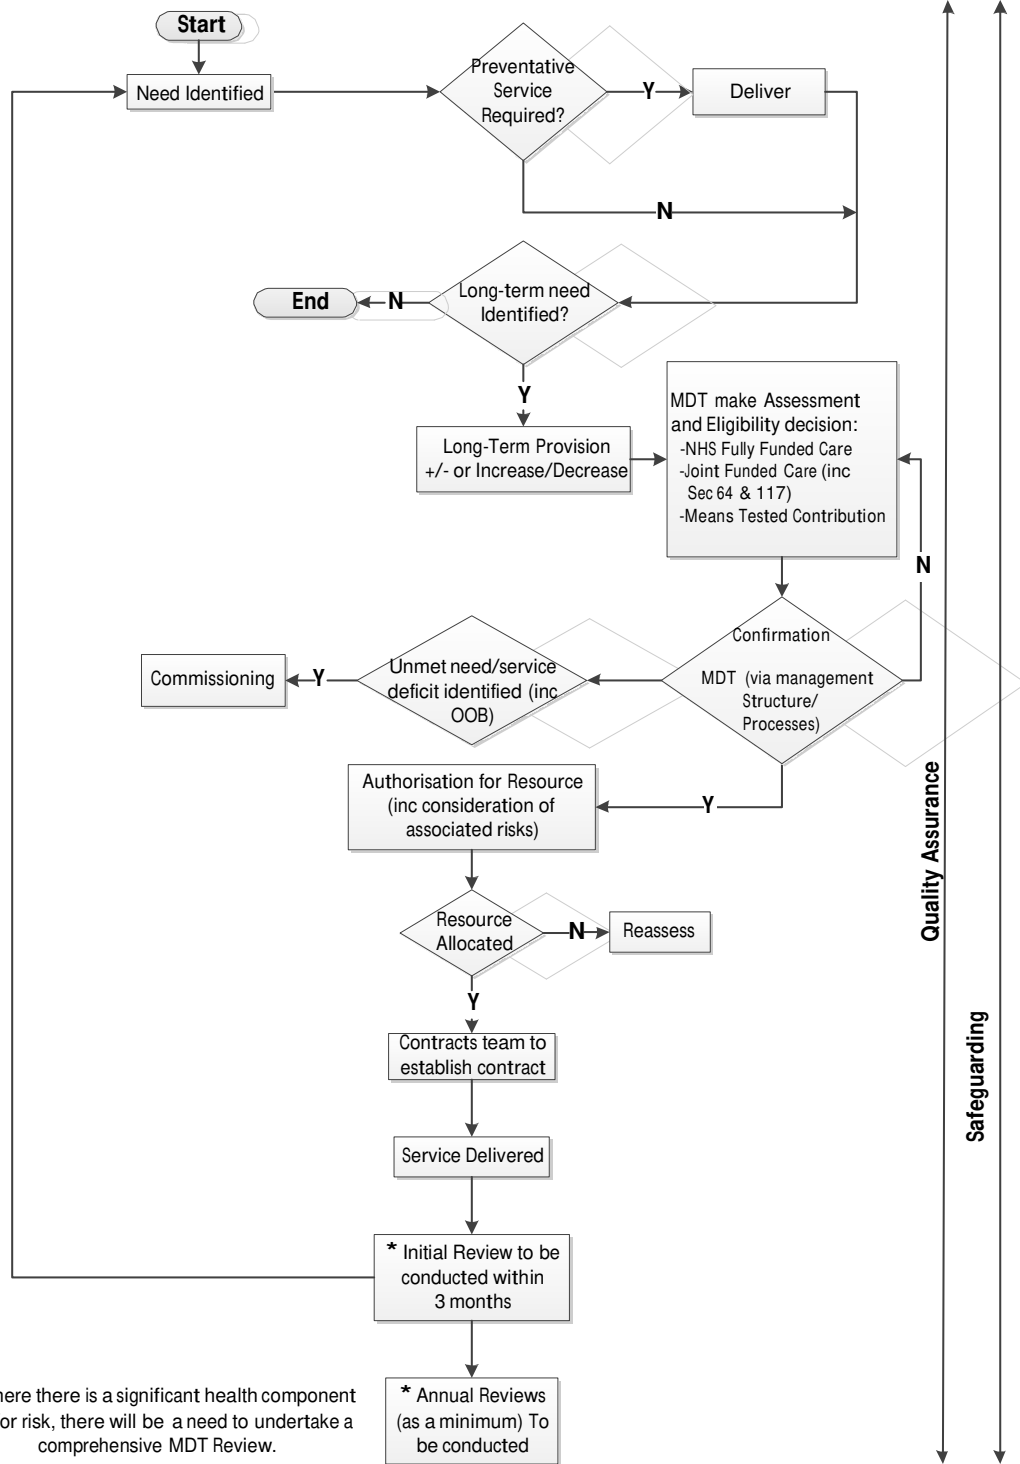 Start
Need Identified
Preventative
Service
Required?
Y
Deliver
N
Long-term need
Identified?
N
End
Y
Long-Term Provision
+/- or Increase/Decrease
MDT make Assessment
and Eligibility decision:
-NHS Fully Funded Care
-Joint Funded Care (inc
Sec 64 & 117)
-Means Tested Contribution
N
Confirmation
MDT (via management
Structure/
Processes)
Unmet need/service
deficit identified (inc
OOB)
Y
Commissioning
Y
Authorisation for Resource
(inc consideration of
associated risks)
Resource
Allocated
N
Reassess
Y
Contracts team to
establish contract
Service Delivered
* Initial Review to be
conducted within
3 months
* Annual Reviews
(as a minimum) To
be conducted
there is a significant health component
or risk, there will be a need to undertake a
comprehensive MDT Review.
Quality Assurance
Safeguarding